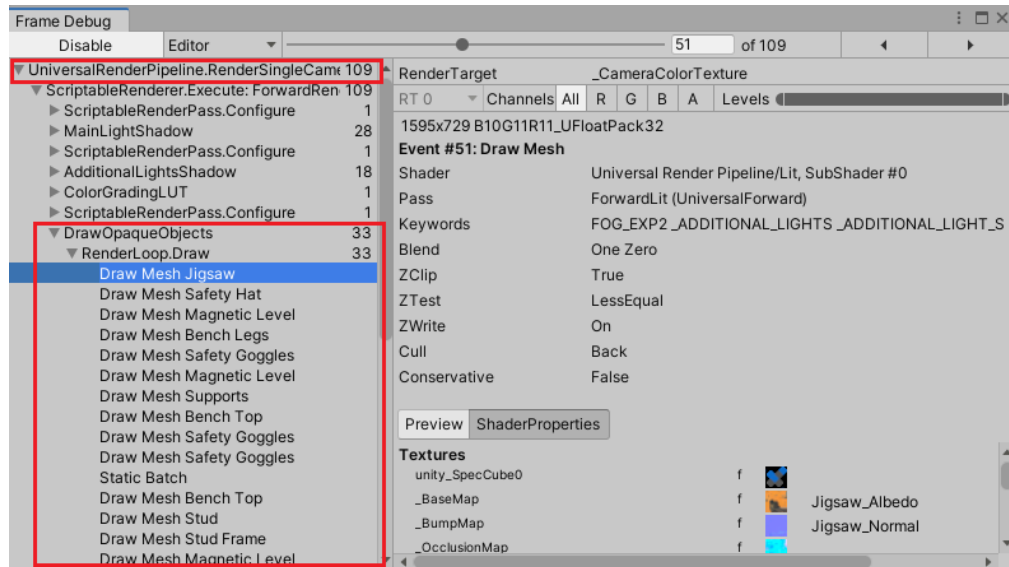 Frame Debug
Disable Editor 51 of 109
UniversalRenderPipeline.RenderSingleCame 109
ScriptableRenderer.Execute: ForwardRen 109
ScriptableRenderPass.Configure 1
MainLightShadow 28
ScriptableRenderPass.Configure 1
AdditionalLightsShadow 18
ColorGradingLUT 1
ScriptableRenderPass.Configure 1
DrawOpaqueObjects 33
RenderLoop.Draw 33
Draw Mesh Jigsaw
Draw Mesh Safety Hat
Draw Mesh Magnetic Level
Draw Mesh Bench Legs
Draw Mesh Safety Goggles
Draw Mesh Magnetic Level
Draw Mesh Supports
Draw Mesh Bench Top
Draw Mesh Safety Goggles
Draw Mesh Safety Goggles
Static Batch
Draw Mesh Bench Top
Draw Mesh Stud
Draw Mesh Stud Frame
Draw Mesh Magnetic Level
RenderTarget _CameraColorTexture
RT 0 Channels All R G B A Levels
1595x729 B10G11R11_UFloatPack32
Event #51: Draw Mesh
Shader Universal Render Pipeline/Lit, SubShader #0
Pass ForwardLit (UniversalForward)
Keywords FOG_EXP2 _ADDITIONAL_LIGHTS _ADDITIONAL_LIGHT_S
Blend One Zero
ZClip True
ZTest LessEqual
ZWrite On
Cull Back
Conservative False
Preview ShaderProperties
Textures
unity_SpecCube0 f
_BaseMap f Jigsaw_Albedo
_BumpMap f Jigsaw_Normal
_OcclusionMap f